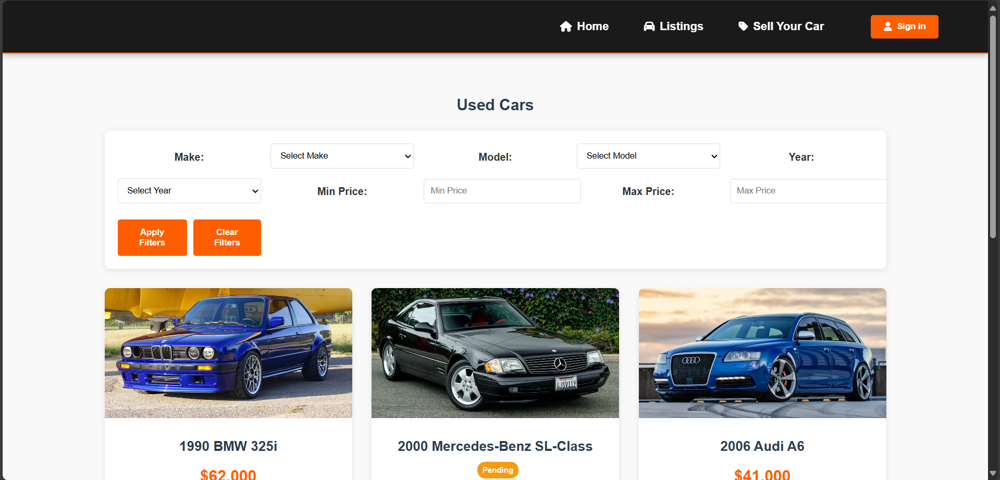 Home
Listings
Sell Your Car
Sign In
Used Cars
Make:
Select Make
Model:
Select Model
Year:
Select Year
Min Price:
Min Price
Max Price:
Max Price
Apply
Filters
Clear
Filters
4JSV119
1990 BMW 325i
2000 Mercedes-Benz SL-Class
2006 Audi A6
Pending
$62,000
$41,000